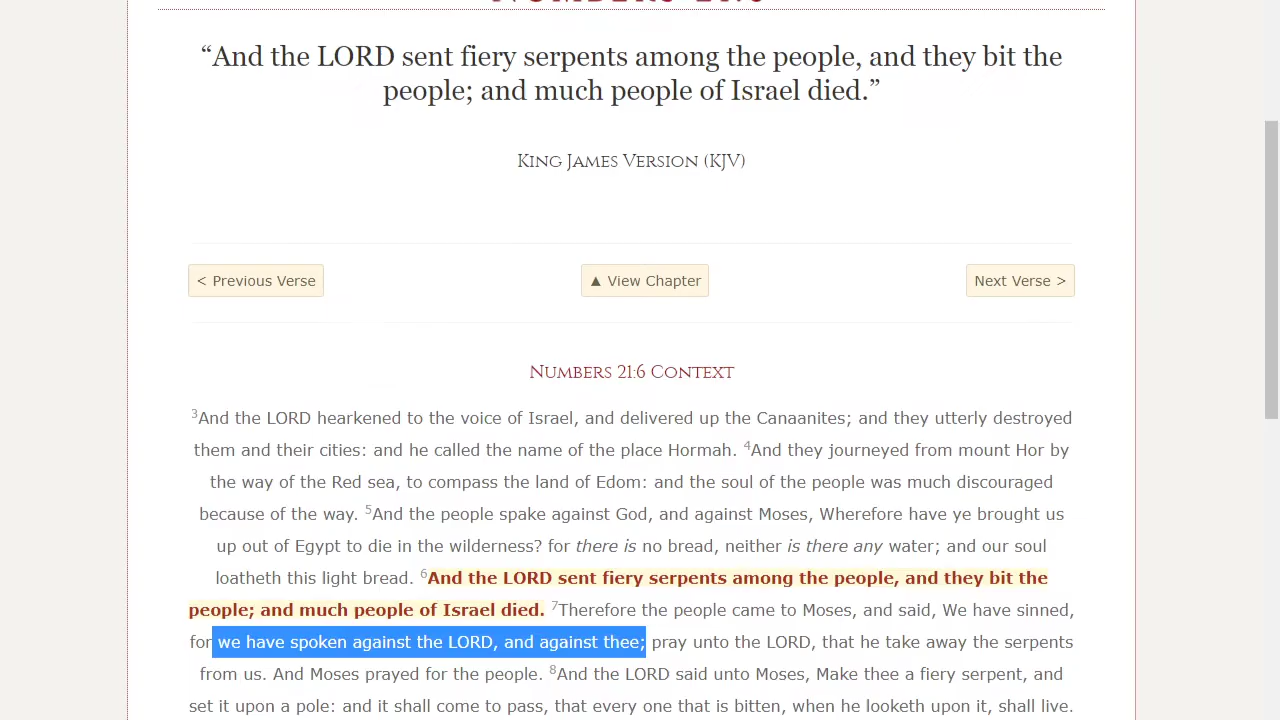 “And the LORD sent fiery serpents among the people, and they bit the
people; and much people of Israel died.”
King James Version (KJV)
< Previous Verse
▲ View Chapter
Next Verse >
Numbers 21:6 Context
3And the LORD hearkened to the voice of Israel, and delivered up the Canaanites; and they utterly destroyed
them and their cities: and he called the name of the place Hormah. 4And they journeyed from mount Hor by
the way of the Red sea, to compass the land of Edom: and the soul of the people was much discouraged
because of the way. 5And the people spake against God, and against Moses, Wherefore have ye brought us
up out of Egypt to die in the wilderness? for there is no bread, neither is there any water; and our soul
loatheth this light bread. 6And the LORD sent fiery serpents among the people, and they bit the
people; and much people of Israel died. 7Therefore the people came to Moses, and said, We have sinned,
for we have spoken against the LORD, and against thee; pray unto the LORD, that he take away the serpents
from us. And Moses prayed for the people. 8And the LORD said unto Moses, Make thee a fiery serpent, and
set it upon a pole: and it shall come to pass, that every one that is bitten, when he looketh upon it, shall live.